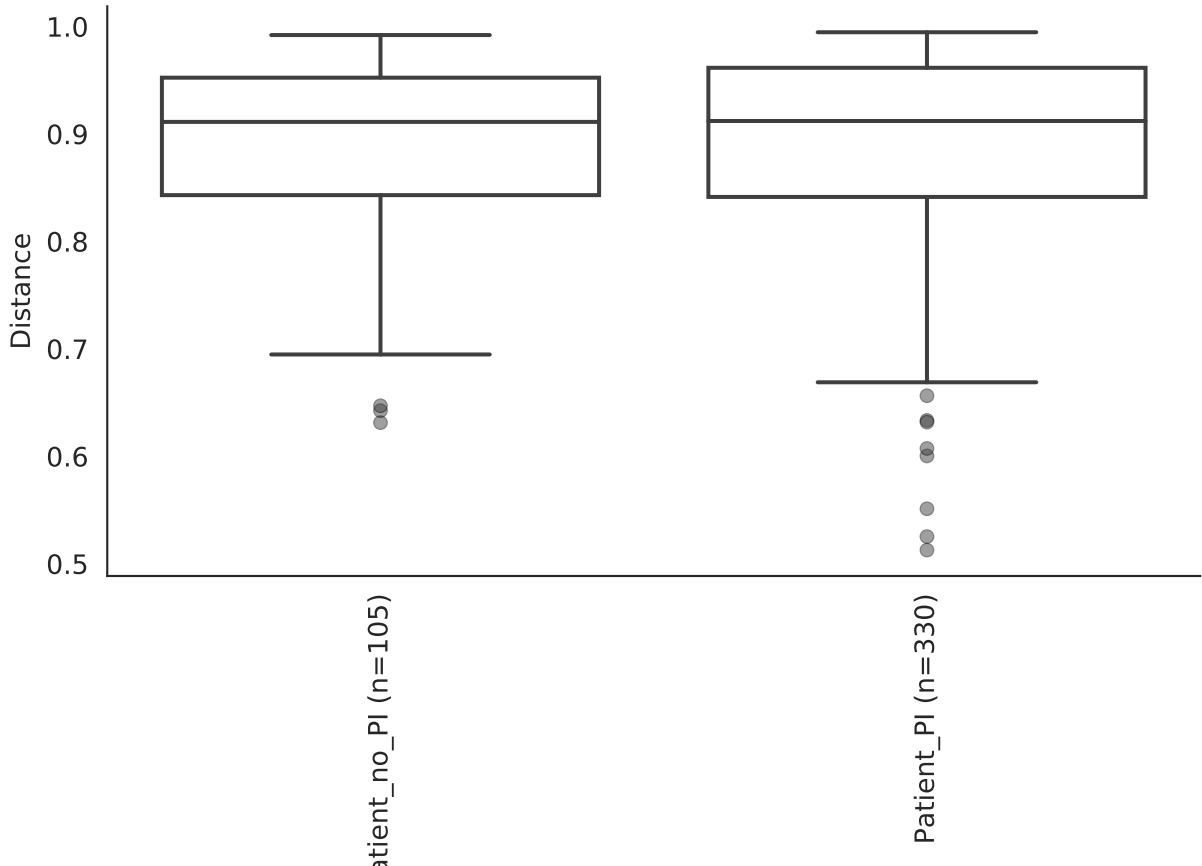 1.0
0.9
0.8
0.7
0.6
0.5
Distance
atient_no_PI (n=105)
Patient_PI (n=330)